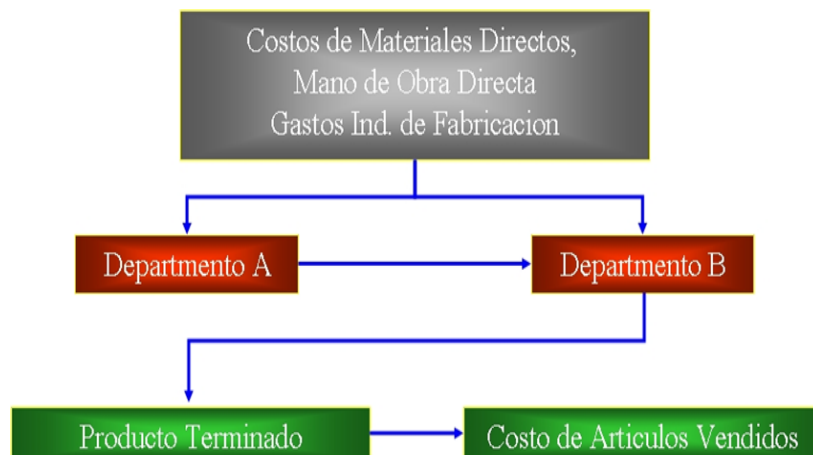 Costos de Materiales Directos,
Mano de Obra Directa
Gastos Ind. de Fabricacion
Departmento A
Departmento B
Producto Terminado
Costo de Articulos Vendidos